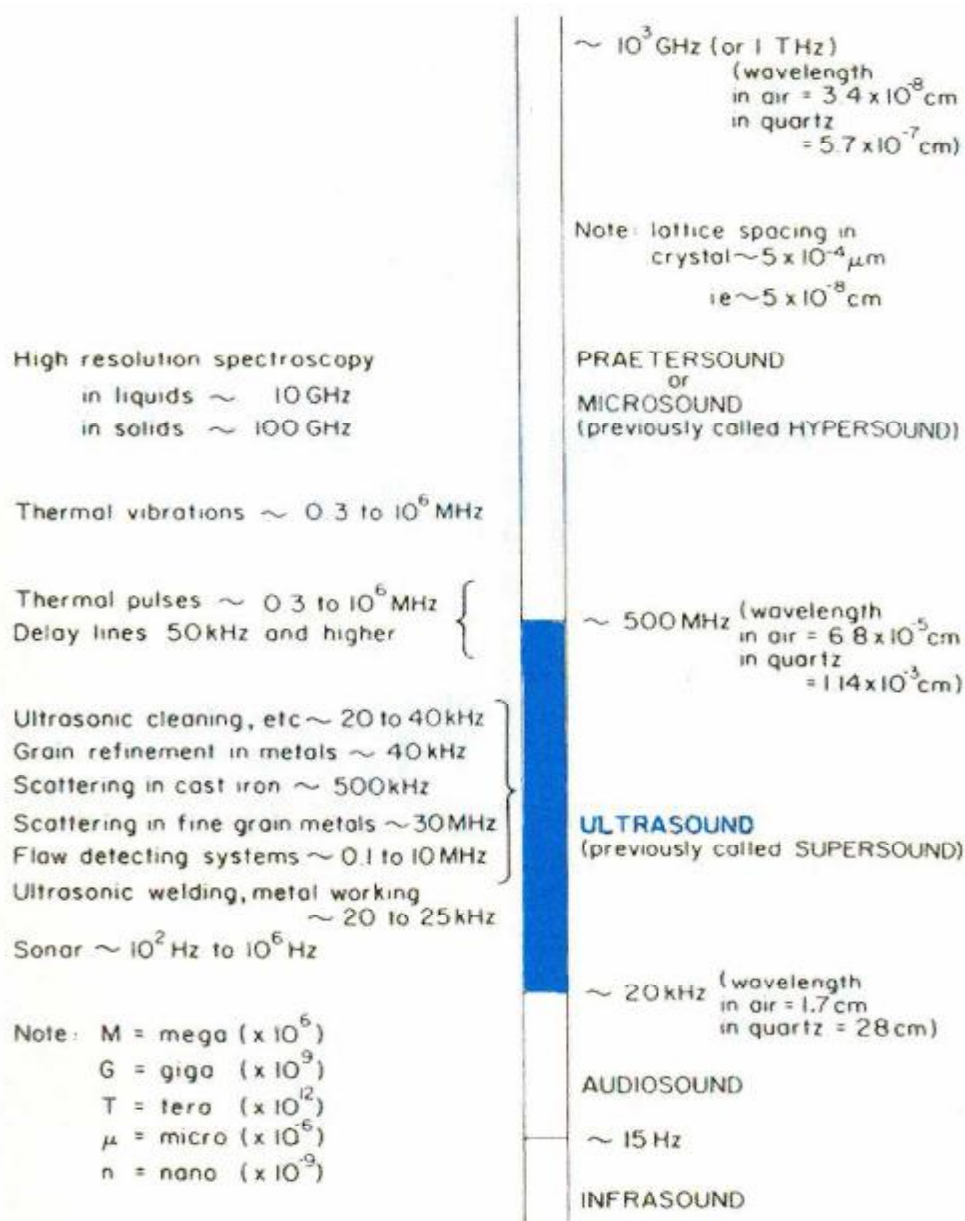 ~ 10³ GHz (or 1 THz)
(wavelength
in air = 3.4 x 10⁻⁸ cm
in quartz
= 5.7 x 10⁻⁷ cm)
Note: lattice spacing in
crystal ~ 5 x 10⁻⁴ μm
ie ~ 5 x 10⁻⁸ cm
High resolution spectroscopy
in liquids ~ 10 GHz
in solids ~ 100 GHz
PRAETERSOUND
or
MICROSOUND
(previously called HYPERSOUND)
Thermal vibrations ~ 0.3 to 10⁶ MHz
Thermal pulses ~ 0.3 to 10⁶ MHz
Delay lines 50 kHz and higher
~ 500 MHz (wavelength
in air = 6.8 x 10⁻⁵ cm
in quartz
= 1.14 x 10⁻³ cm)
Ultrasonic cleaning, etc ~ 20 to 40 kHz
Grain refinement in metals ~ 40 kHz
Scattering in cast iron ~ 500 kHz
Scattering in fine grain metals ~ 30 MHz
Flaw detecting systems ~ 0.1 to 10 MHz
Ultrasonic welding, metal working
~ 20 to 25 kHz
Sonar ~ 10² Hz to 10⁶ Hz
ULTRASOUND
(previously called SUPERSOUND)
~ 20 kHz (wavelength
in air = 1.7 cm
in quartz = 28 cm)
Note: M = mega (x 10⁶)
G = giga (x 10⁹)
T = tera (x 10¹²)
μ = micro (x 10⁻⁶)
n = nano (x 10⁻⁹)
AUDIOSOUND
~ 15 Hz
INFRASOUND